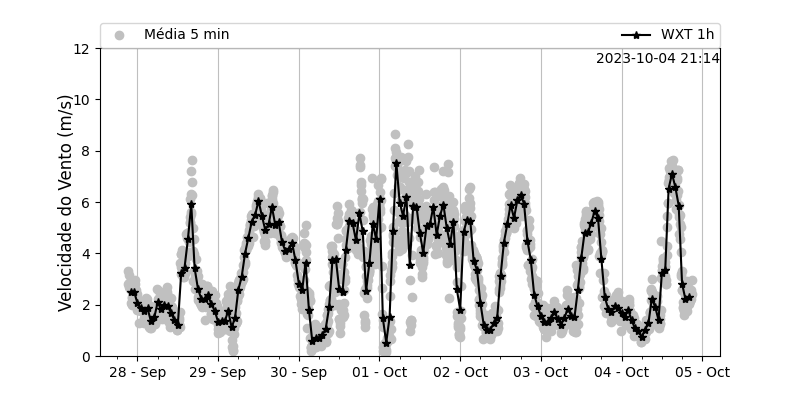 Média 5 min
WXT 1h
2023-10-04 21:14
Velocidade do Vento (m/s)
12
10
8
6
4
2
0
28 - Sep
29 - Sep
30 - Sep
01 - Oct
02 - Oct
03 - Oct
04 - Oct
05 - Oct